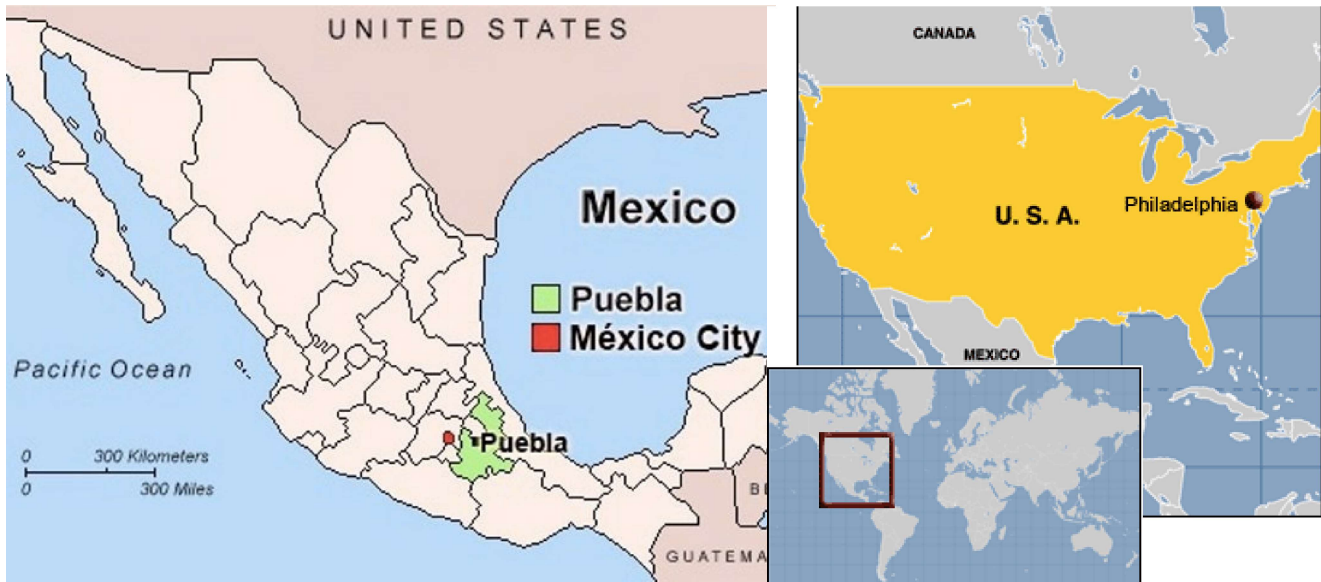 UNITED STATES
Mexico
Puebla
México City
Pacific Ocean
Puebla
0 300 Kilometers
0 300 Miles
GUATEMA
CANADA
Philadelphia
U. S. A.
MEXICO